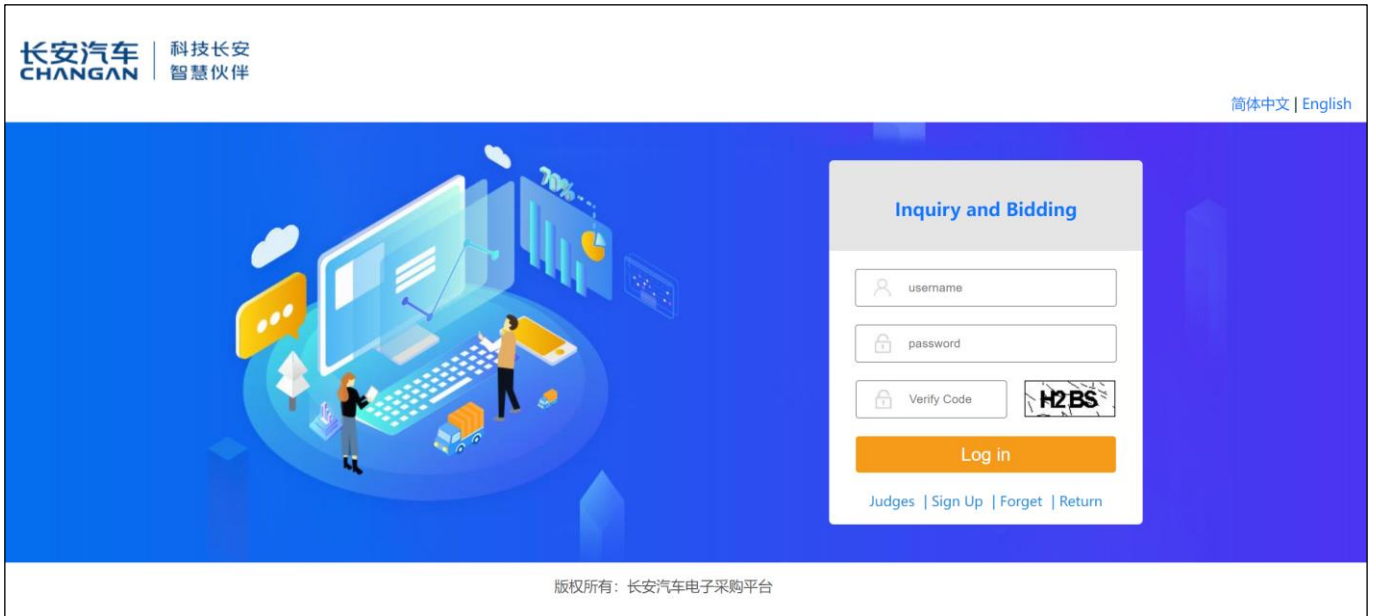 长安汽车
CHANGAN
科技长安
智慧伙伴
简体中文 | English
70%
Inquiry and Bidding
username
password
Verify Code
H2BS
Log in
Judges | Sign Up | Forget | Return
版权所有：长安汽车电子采购平台